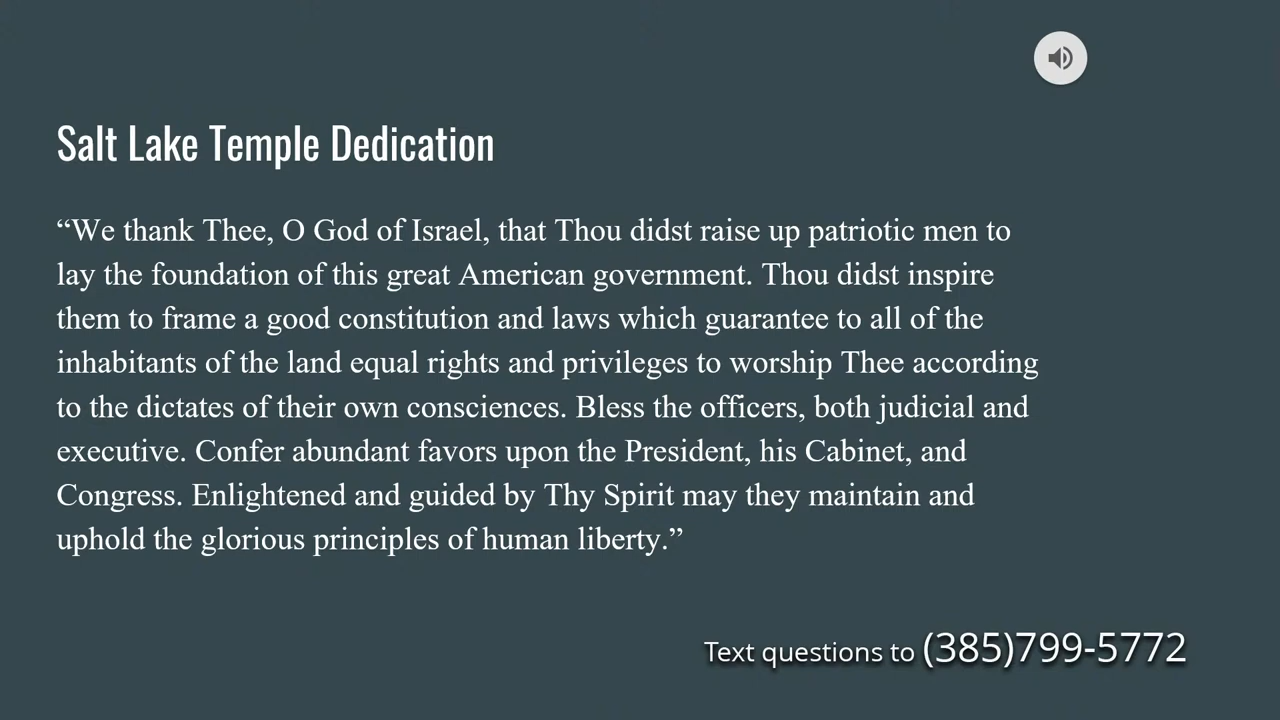 Salt Lake Temple Dedication
“We thank Thee, O God of Israel, that Thou didst raise up patriotic men to
lay the foundation of this great American government. Thou didst inspire
them to frame a good constitution and laws which guarantee to all of the
inhabitants of the land equal rights and privileges to worship Thee according
to the dictates of their own consciences. Bless the officers, both judicial and
executive. Confer abundant favors upon the President, his Cabinet, and
Congress. Enlightened and guided by Thy Spirit may they maintain and
uphold the glorious principles of human liberty.”
Text questions to (385)799-5772